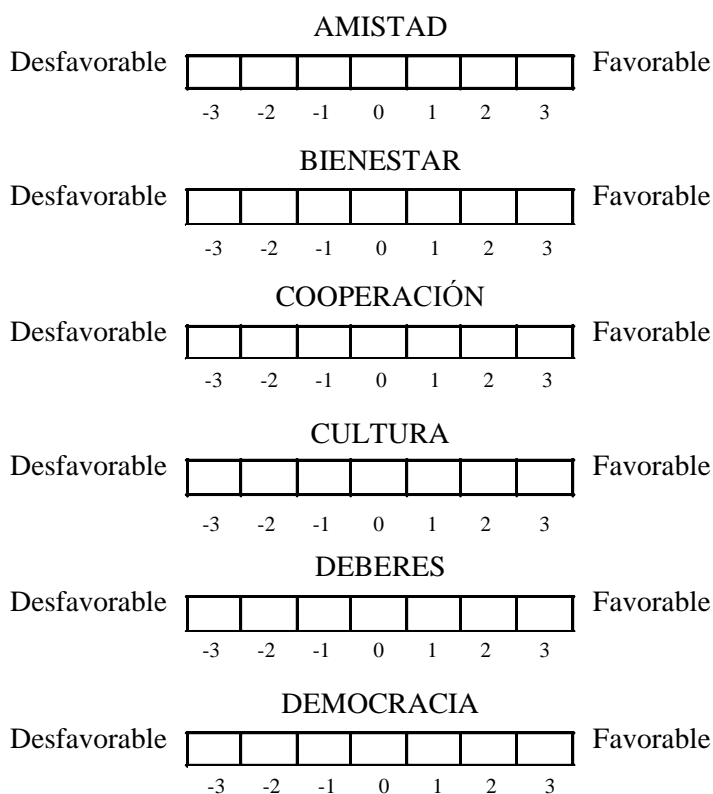 AMISTAD
Desfavorable Favorable
-3 -2 -1 0 1 2 3
BIENESTAR
Desfavorable Favorable
-3 -2 -1 0 1 2 3
COOPERACIÓN
Desfavorable Favorable
-3 -2 -1 0 1 2 3
CULTURA
Desfavorable Favorable
-3 -2 -1 0 1 2 3
DEBERES
Desfavorable Favorable
-3 -2 -1 0 1 2 3
DEMOCRACIA
Desfavorable Favorable
-3 -2 -1 0 1 2 3